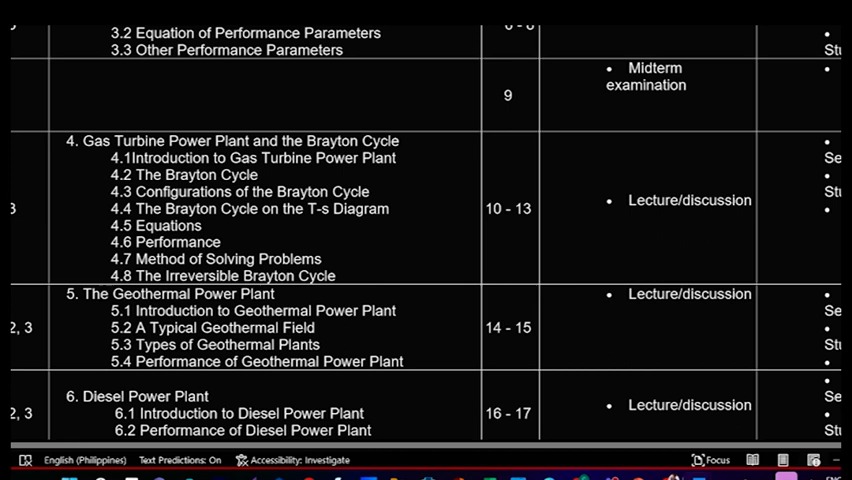 3.2 Equation of Performance Parameters
3.3 Other Performance Parameters
Stu
• Midterm
examination
9
4. Gas Turbine Power Plant and the Brayton Cycle
4.1Introduction to Gas Turbine Power Plant
4.2 The Brayton Cycle
4.3 Configurations of the Brayton Cycle
4.4 The Brayton Cycle on the T-s Diagram
4.5 Equations
4.6 Performance
4.7 Method of Solving Problems
4.8 The Irreversible Brayton Cycle
3
10 - 13
• Lecture/discussion
Se
Stu
5. The Geothermal Power Plant
5.1 Introduction to Geothermal Power Plant
5.2 A Typical Geothermal Field
5.3 Types of Geothermal Plants
5.4 Performance of Geothermal Power Plant
2, 3
14 - 15
• Lecture/discussion
Se
Stu
6. Diesel Power Plant
6.1 Introduction to Diesel Power Plant
6.2 Performance of Diesel Power Plant
2, 3
16 - 17
• Lecture/discussion
Se
Stu
English (Philippines) Text Predictions: On Accessibility: Investigate Focus